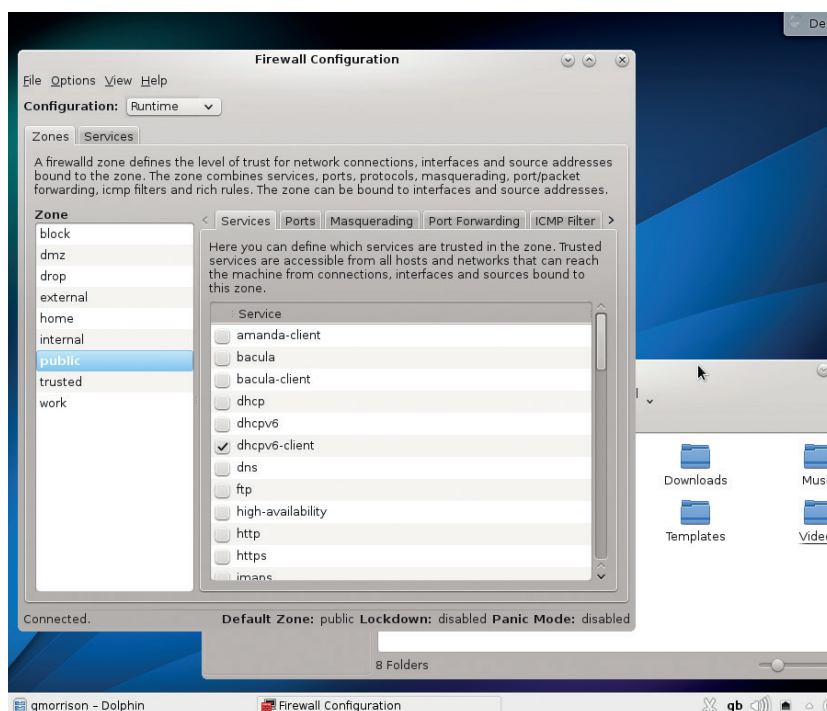 De
Firewall Configuration
File Options View Help
Configuration: Runtime
Zones Services
A firewalld zone defines the level of trust for network connections, interfaces and source addresses
bound to the zone. The zone combines services, ports, protocols, masquerading, port/packet
forwarding, icmp filters and rich rules. The zone can be bound to interfaces and source addresses.
Zone
block
dmz
drop
external
home
internal
public
trusted
work
Services Ports Masquerading Port Forwarding ICMP Filter
Here you can define which services are trusted in the zone. Trusted
services are accessible from all hosts and networks that can reach
the machine from connections, interfaces and sources bound to
this zone.
Service
amanda-client
bacula
bacula-client
dhcp
dhcpv6
dhcpv6-client
dns
ftp
high-availability
http
https
imaps
Connected.
Default Zone: public Lockdown: disabled Panic Mode: disabled
Downloads
Musi
Templates
Vide
8 Folders
gmorrison – Dolphin
Firewall Configuration
gb